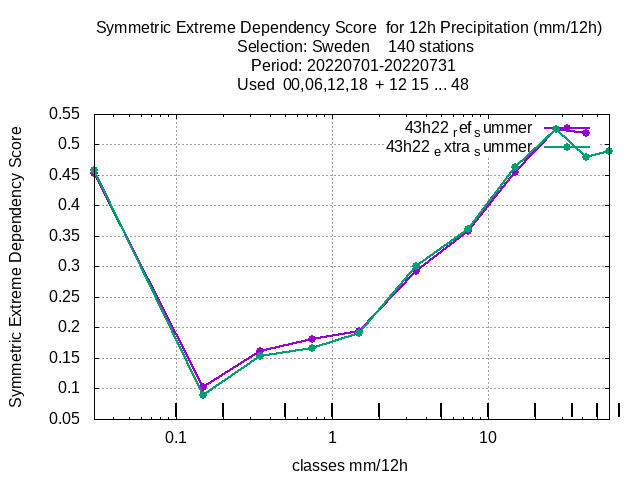 Symmetric Extreme Dependency Score  for 12h Precipitation (mm/12h)
Selection: Sweden    140 stations
Period: 20220701-20220731
Used  00,06,12,18  + 12 15 ... 48
Symmetric Extreme Dependency Score
0.55
0.5
0.45
0.4
0.35
0.3
0.25
0.2
0.15
0.1
0.05
43h22 ref summer
43h22 extra summer
0.1
1
10
classes mm/12h